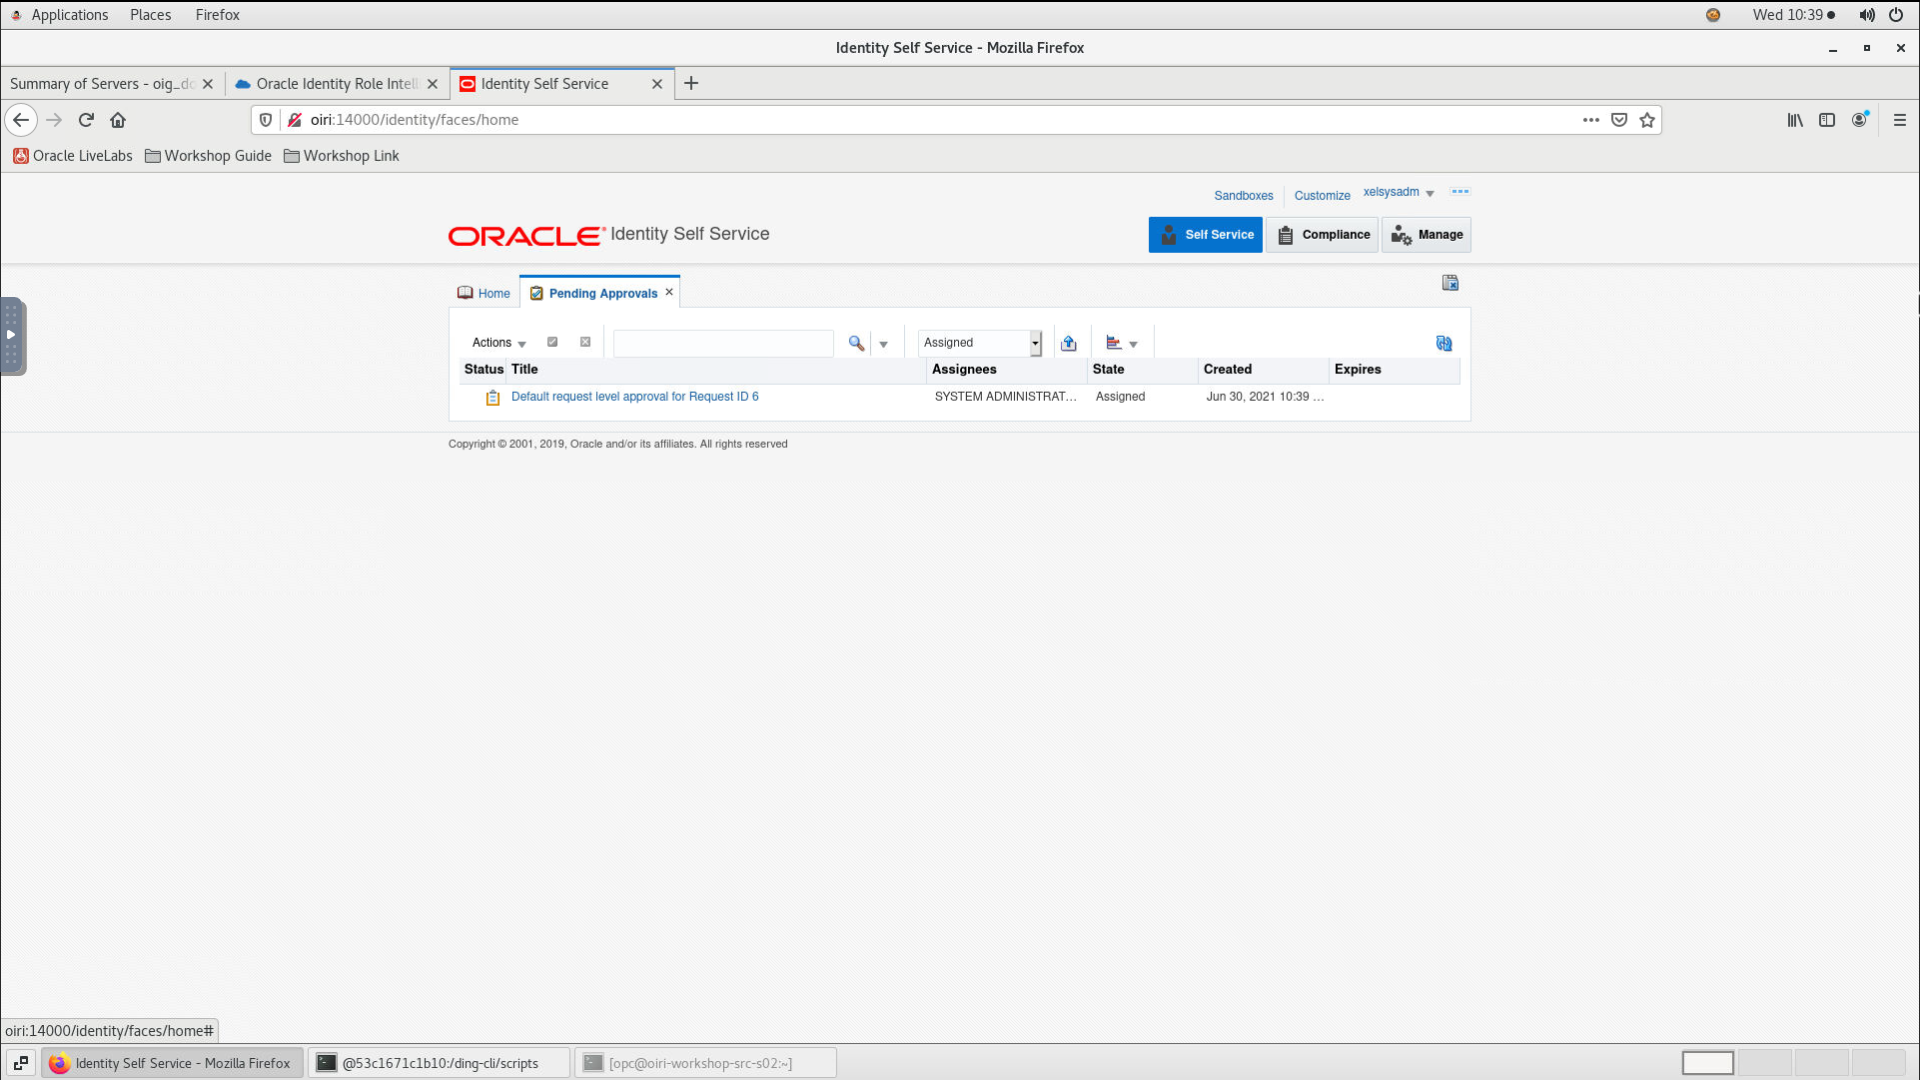 Applications Places Firefox Wed 10:39
Identity Self Service - Mozilla Firefox
Summary of Servers - oig_do Oracle Identity Role Intell Identity Self Service
oiri:14000/identity/faces/home
Oracle LiveLabs Workshop Guide Workshop Link
Sandboxes Customize xelsysadm
ORACLE Identity Self Service Self Service Compliance Manage
Home Pending Approvals
Actions Assigned
Status Title Assignees State Created Expires
Default request level approval for Request ID 6 SYSTEM ADMINISTRAT... Assigned Jun 30, 2021 10:39 ...
Copyright © 2001, 2019, Oracle and/or its affiliates. All rights reserved
oiri:14000/identity/faces/home#
Identity Self Service - Mozilla Firefox @53c1671c1b10:/ding-cli/scripts [opc@oiri-workshop-src-s02:~]